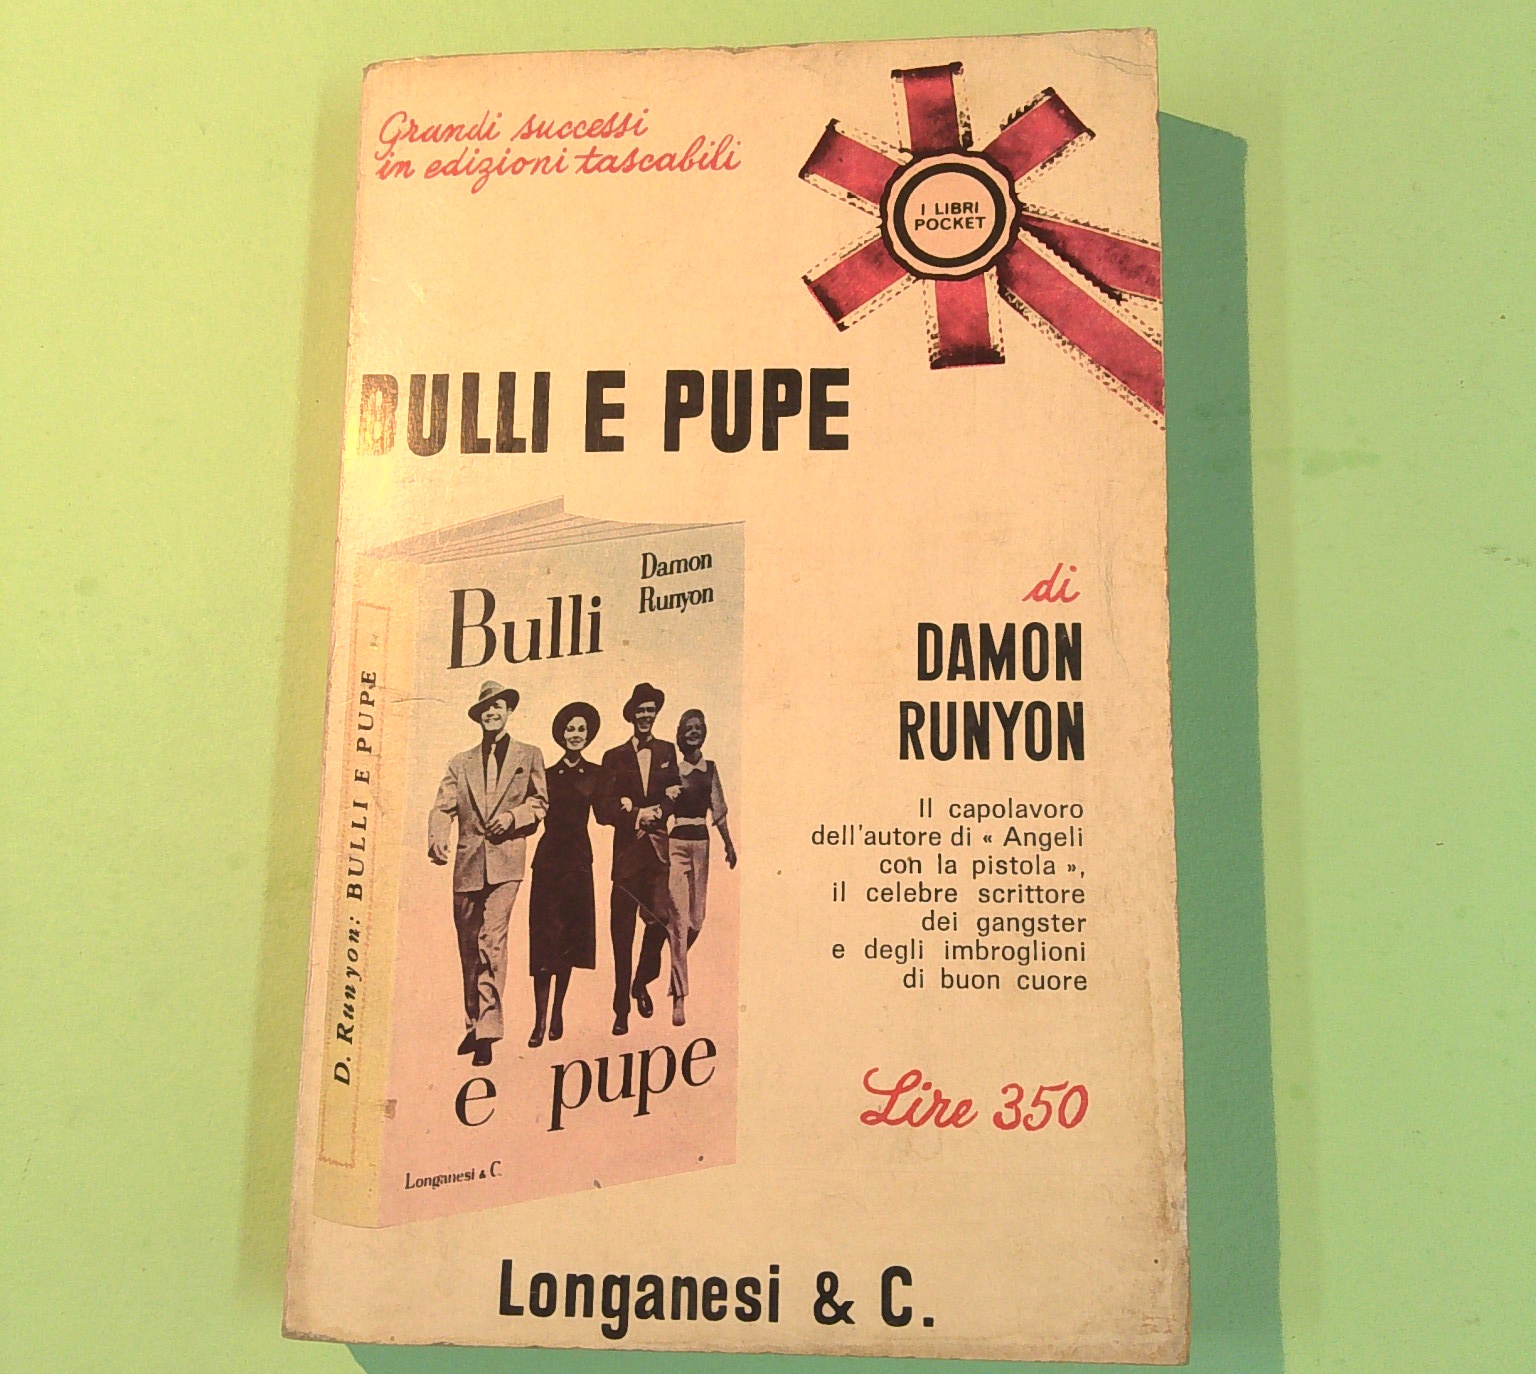 Grandi successi
in edizioni tascabili
I LIBRI
POCKET
BULLI E PUPE
Damon
Runyon
Bulli
e pupe
Longanesi & C.
D. Runyon: BULLI E PUPE
di
DAMON
RUNYON
Il capolavoro
dell'autore di « Angeli
con la pistola »,
il celebre scrittore
dei gangster
e degli imbroglioni
di buon cuore
Lire 350
Longanesi & C.